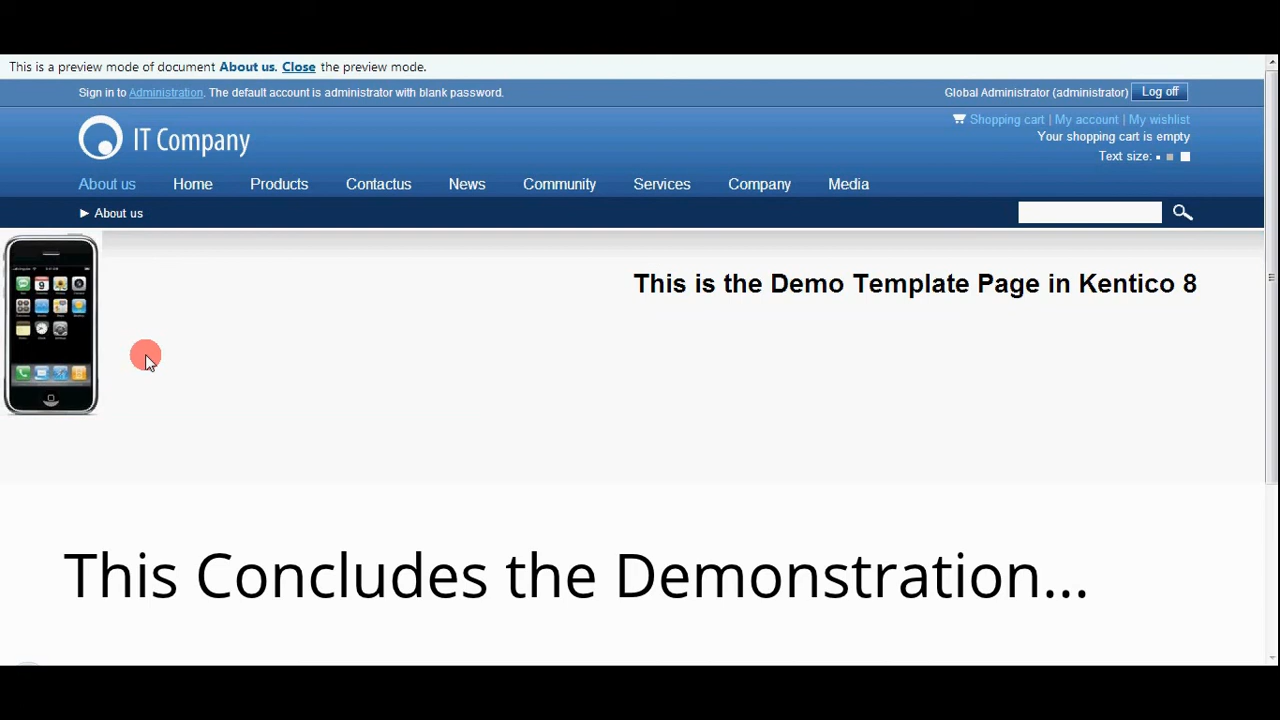 This is a preview mode of document About us. Close the preview mode.
Sign in to Administration. The default account is administrator with blank password.
Global Administrator (administrator) Log off
IT Company
Shopping cart | My account | My wishlist
Your shopping cart is empty
Text size:
About us Home Products Contactus News Community Services Company Media
About us
This is the Demo Template Page in Kentico 8
This Concludes the Demonstration...